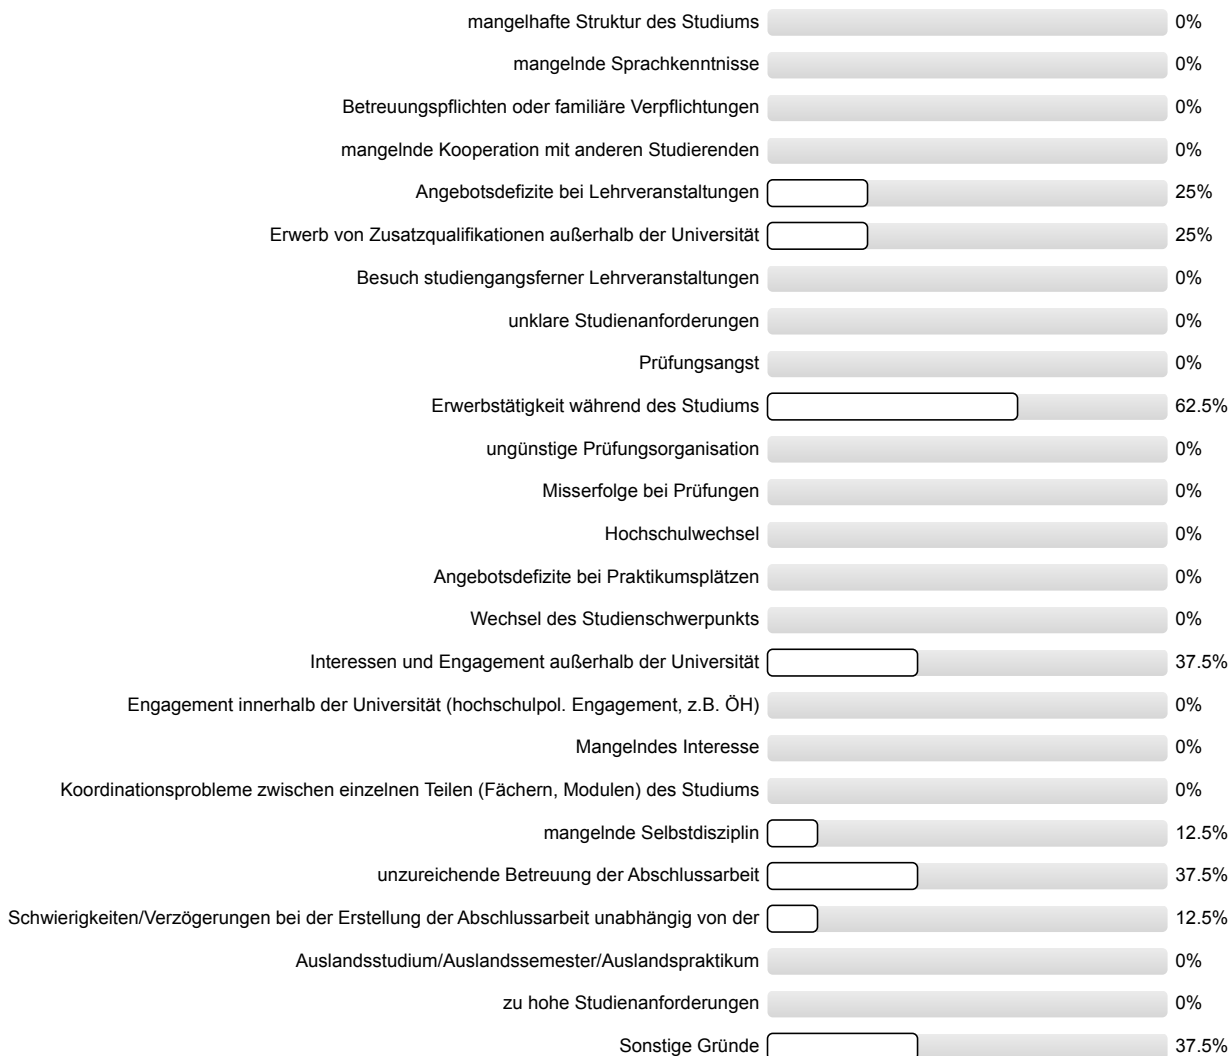 mangelhafte Struktur des Studiums 0%
mangelnde Sprachkenntnisse 0%
Betreuungspflichten oder familiäre Verpflichtungen 0%
mangelnde Kooperation mit anderen Studierenden 0%
Angebotsdefizite bei Lehrveranstaltungen 25%
Erwerb von Zusatzqualifikationen außerhalb der Universität 25%
Besuch studiengangsferner Lehrveranstaltungen 0%
unklare Studienanforderungen 0%
Prüfungsangst 0%
Erwerbstätigkeit während des Studiums 62.5%
ungünstige Prüfungsorganisation 0%
Misserfolge bei Prüfungen 0%
Hochschulwechsel 0%
Angebotsdefizite bei Praktikumsplätzen 0%
Wechsel des Studienschwerpunkts 0%
Interessen und Engagement außerhalb der Universität 37.5%
Engagement innerhalb der Universität (hochschulpol. Engagement, z.B. ÖH) 0%
Mangelndes Interesse 0%
Koordinationsprobleme zwischen einzelnen Teilen (Fächern, Modulen) des Studiums 0%
mangelnde Selbstdisziplin 12.5%
unzureichende Betreuung der Abschlussarbeit 37.5%
Schwierigkeiten/Verzögerungen bei der Erstellung der Abschlussarbeit unabhängig von der 12.5%
Auslandsstudium/Auslandssemester/Auslandspraktikum 0%
zu hohe Studienanforderungen 0%
Sonstige Gründe 37.5%